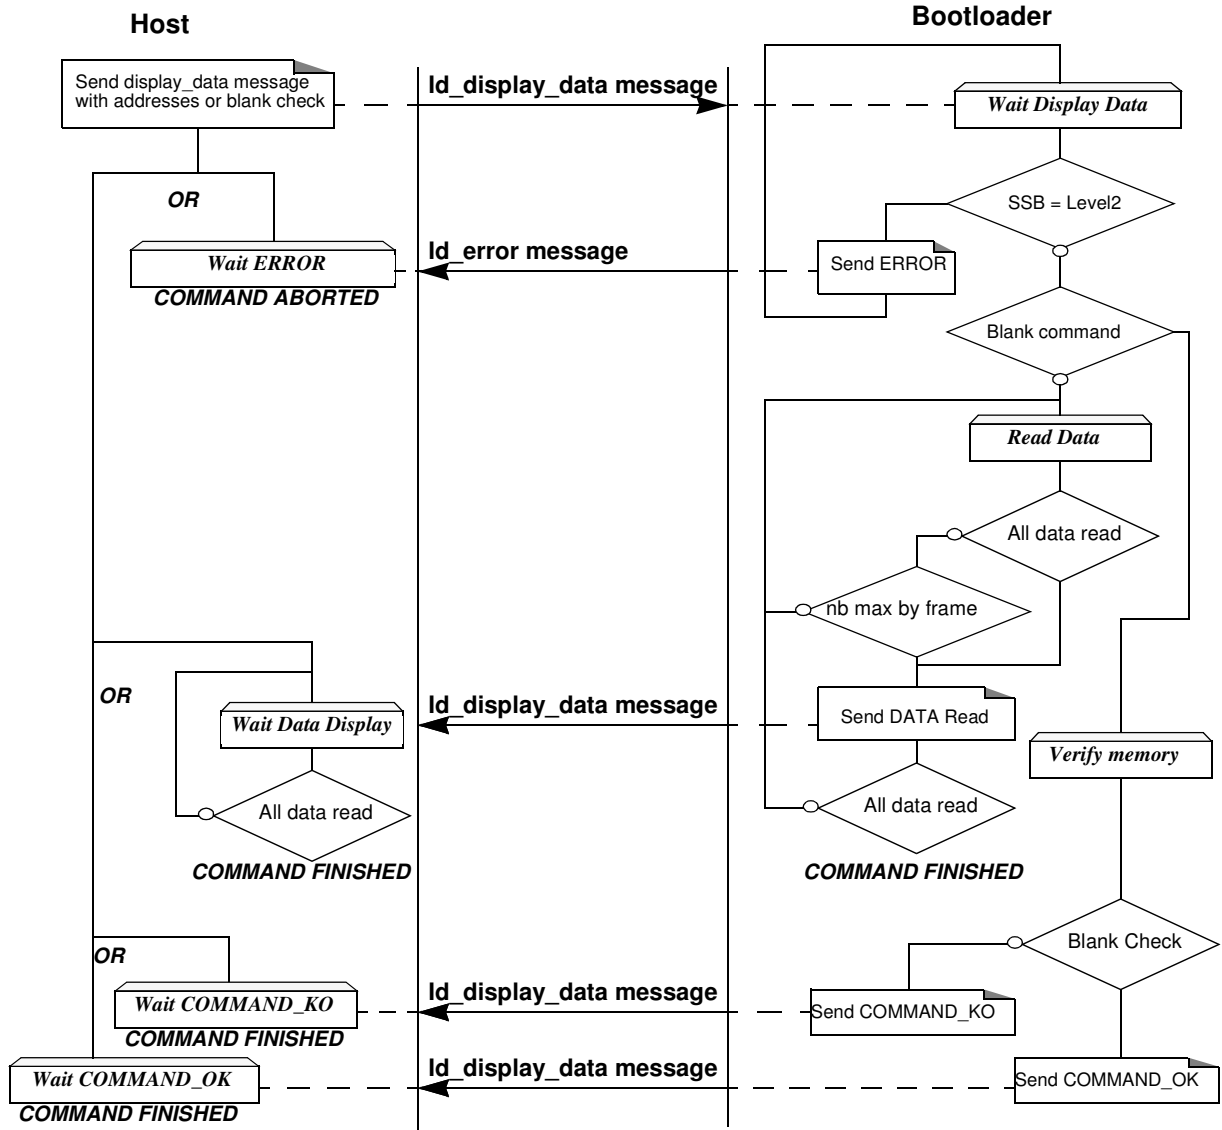 Host
Bootloader
Send display_data message
with addresses or blank check
Id_display_data message
Wait Display Data
OR
SSB = Level2
Wait ERROR
COMMAND ABORTED
Id_error message
Send ERROR
Blank command
Read Data
All data read
nb max by frame
OR
Wait Data Display
Id_display_data message
Send DATA Read
Verify memory
All data read
COMMAND FINISHED
All data read
COMMAND FINISHED
Blank Check
OR
Wait COMMAND_KO
COMMAND FINISHED
Id_display_data message
Send COMMAND_KO
Wait COMMAND_OK
COMMAND FINISHED
Id_display_data message
Send COMMAND_OK